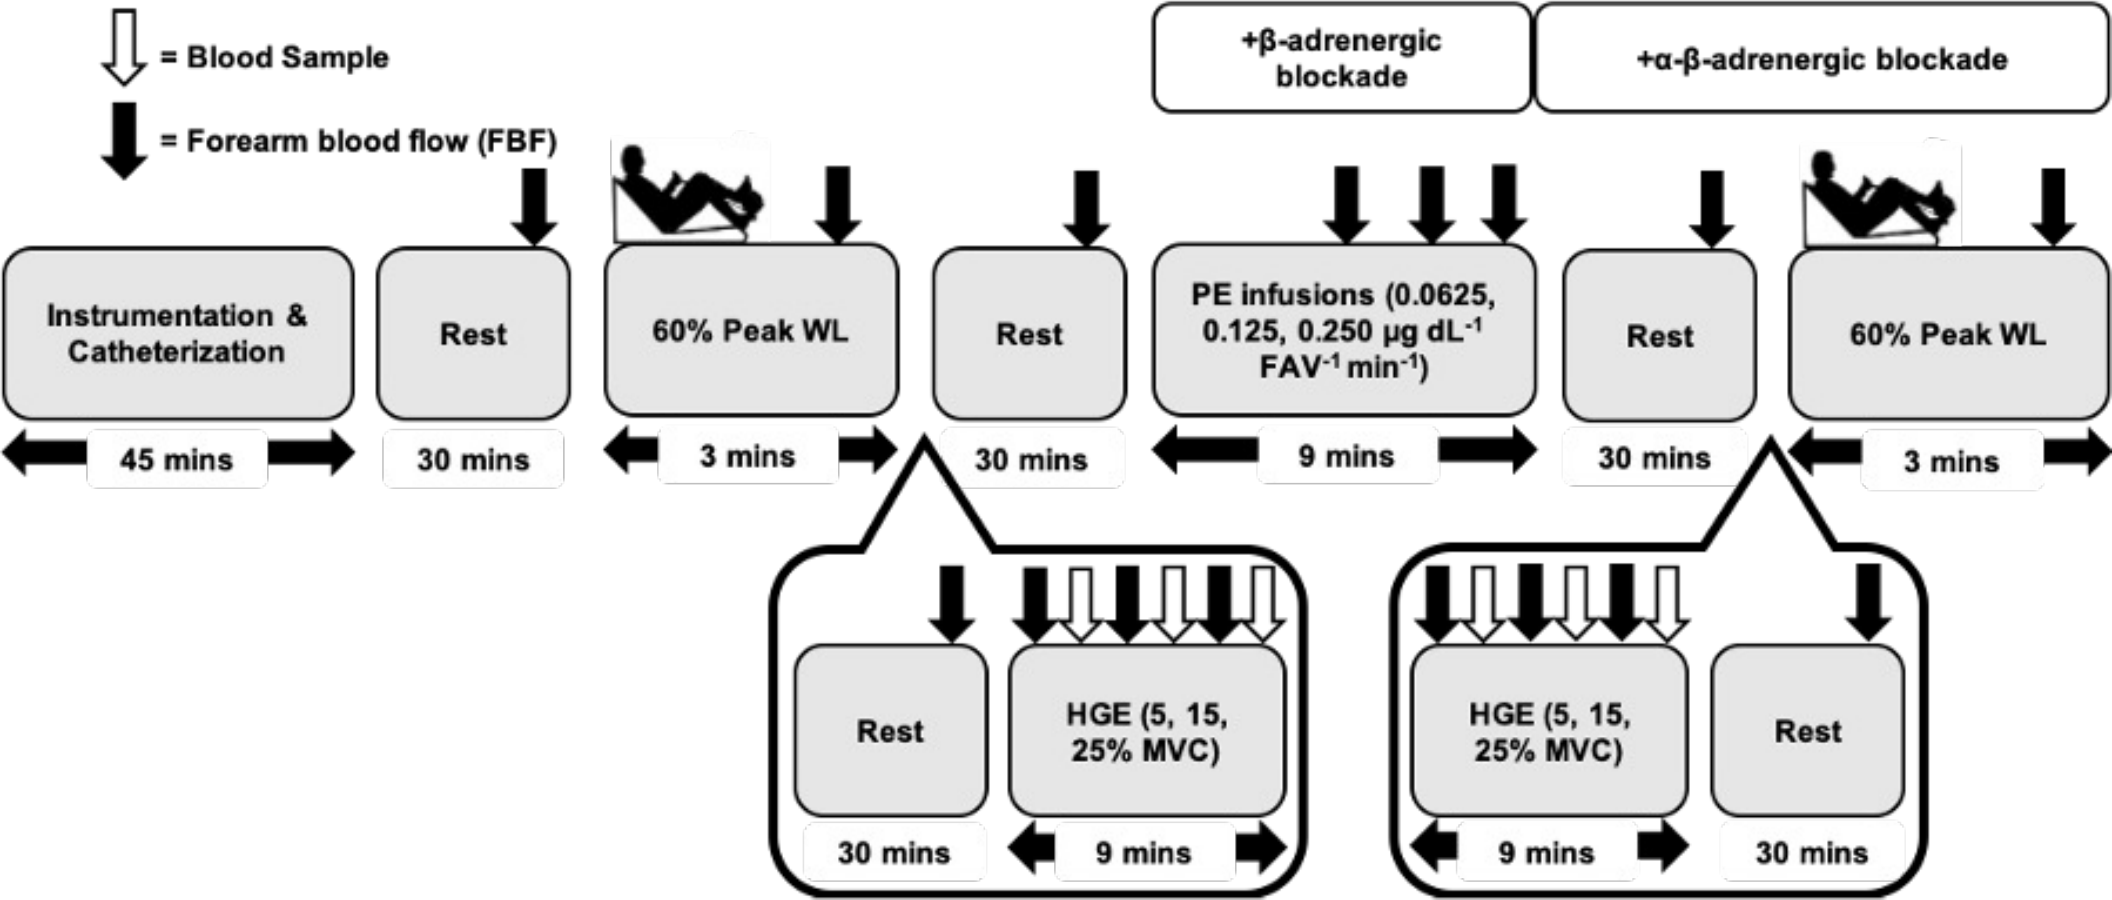 = Blood Sample
= Forearm blood flow (FBF)
+β-adrenergic
blockade
+α-β-adrenergic blockade
Instrumentation &
Catheterization
Rest
60% Peak WL
Rest
PE infusions (0.0625,
0.125, 0.250 µg dL⁻¹
FAV⁻¹ min⁻¹)
Rest
60% Peak WL
45 mins
30 mins
3 mins
30 mins
9 mins
30 mins
3 mins
Rest
HGE (5, 15,
25% MVC)
30 mins
9 mins
HGE (5, 15,
25% MVC)
Rest
9 mins
30 mins